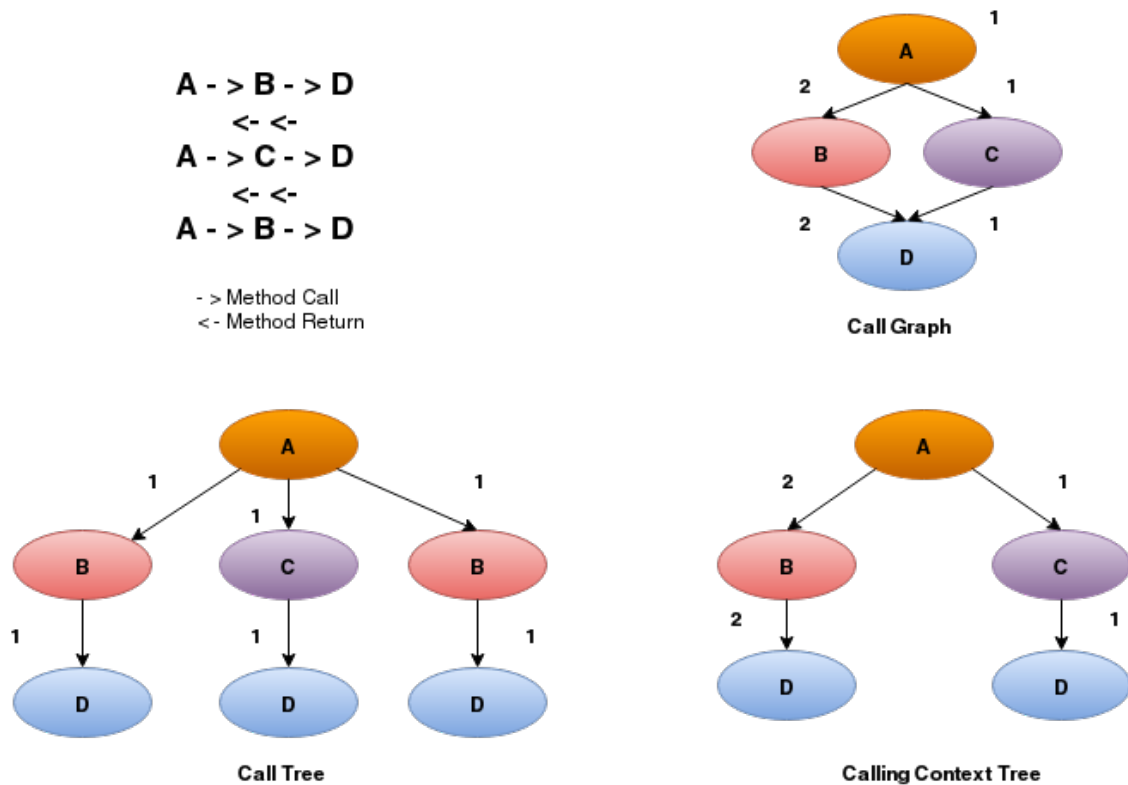 A - > B - > D
<- <-
A - > C - > D
<- <-
A - > B - > D
- > Method Call
< - Method Return
1
A
2 1
B C
2 1
D
Call Graph
A
1 1
1
B C B
1 1 1
D D D
Call Tree
A
2 1
B C
2 1
D D
Calling Context Tree